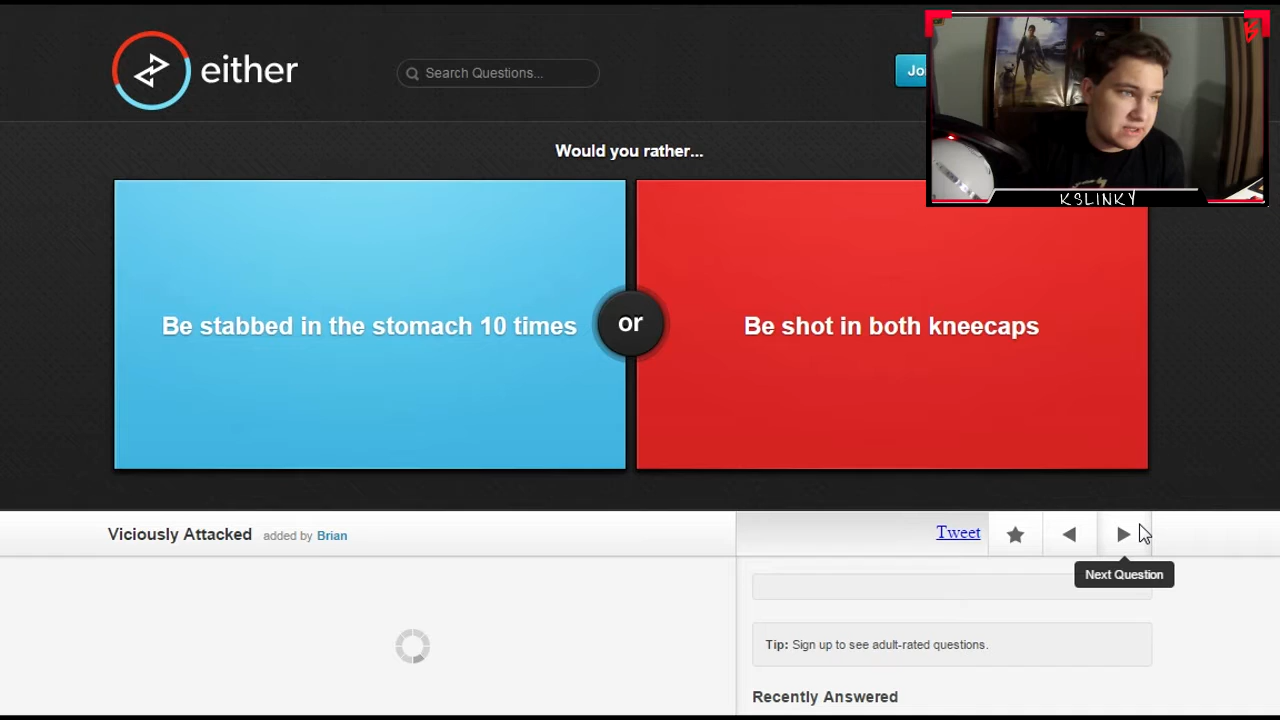 either
Search Questions...
Joi
KSLINKY
Would you rather...
Be stabbed in the stomach 10 times
or
Be shot in both kneecaps
Viciously Attacked added by Brian
Tweet
Next Question
Tip: Sign up to see adult-rated questions.
Recently Answered